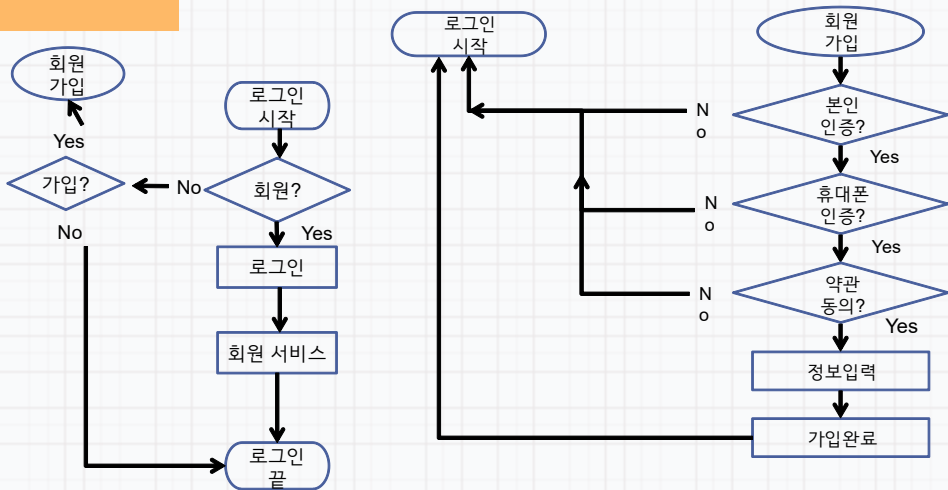 회원
가입
Yes
가입?
No
No
로그인
시작
회원?
Yes
로그인
회원 서비스
로그인
끝
로그인
시작
N
o
N
o
N
o
회원
가입
본인
인증?
Yes
휴대폰
인증?
Yes
약관
동의?
Yes
정보입력
가입완료